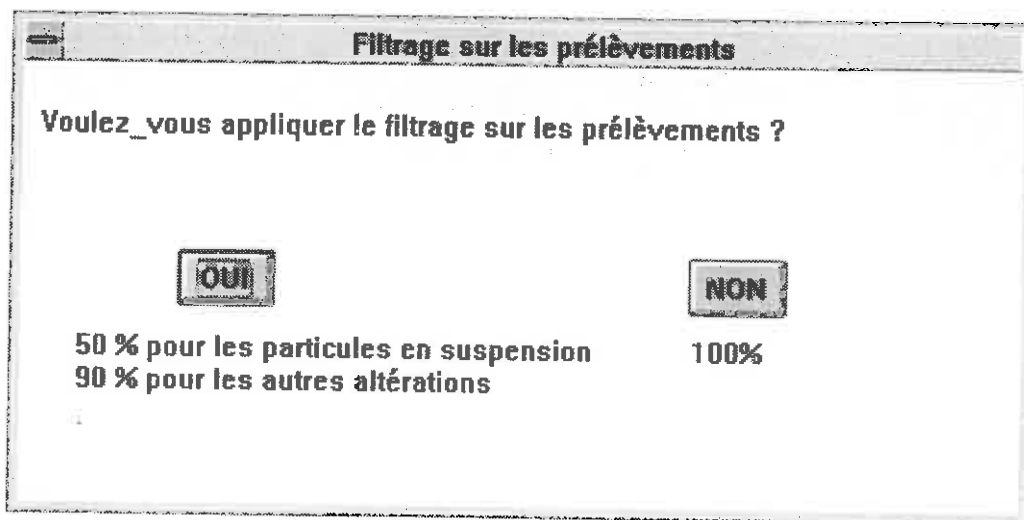 Filtrage sur les prélèvements
Voulez_vous appliquer le filtrage sur les prélèvements ?
OUI
NON
50 % pour les particules en suspension
100%
90 % pour les autres altérations